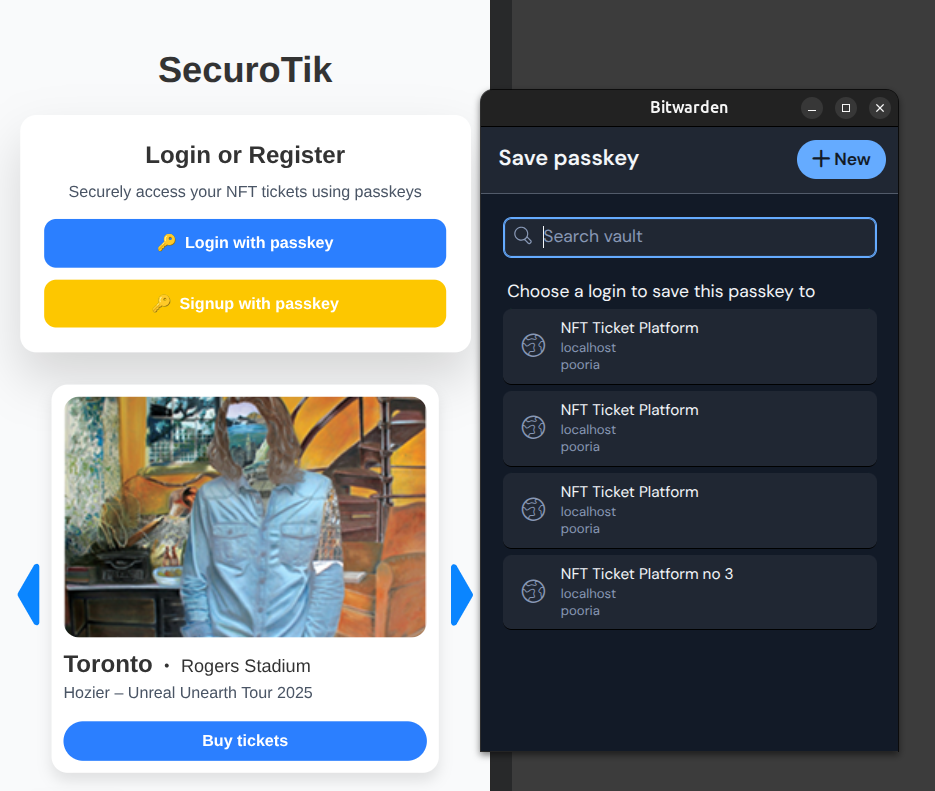 SecuroTik
Login or Register
Securely access your NFT tickets using passkeys
🔑 Login with passkey
🔑 Signup with passkey
Toronto • Rogers Stadium
Hozier – Unreal Unearth Tour 2025
Buy tickets
Bitwarden
Save passkey
New
Search vault
Choose a login to save this passkey to
NFT Ticket Platform
localhost
pooria
NFT Ticket Platform
localhost
pooria
NFT Ticket Platform
localhost
pooria
NFT Ticket Platform no 3
localhost
pooria